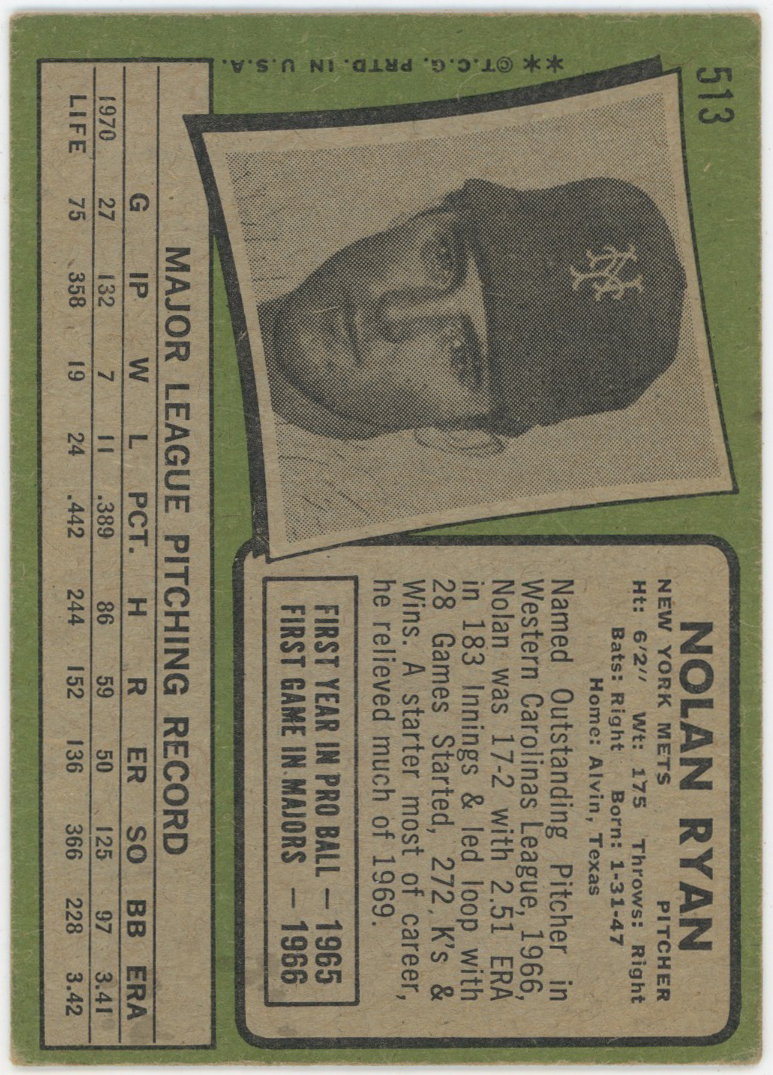 513
** ©T.C.G. PRTD. IN U.S.A.
NY
NOLAN RYAN
NEW YORK METS PITCHER
Ht: 6'2" Wt: 175 Throws: Right
Bats: Right Born: 1-31-47
Home: Alvin, Texas
Named Outstanding Pitcher in
Western Carolinas League, 1966,
Nolan was 17-2 with 2.51 ERA
in 183 Innings & led loop with
28 Games Started, 272 K's &
Wins. A starter most of career,
he relieved much of 1969.
FIRST YEAR IN PRO BALL — 1965
FIRST GAME IN MAJORS — 1966
MAJOR LEAGUE PITCHING RECORD
G IP W L PCT. H R ER SO BB ERA
1970 27 132 7 11 .389 86 59 50 125 97 3.41
LIFE 75 358 19 24 .442 244 152 136 366 228 3.42